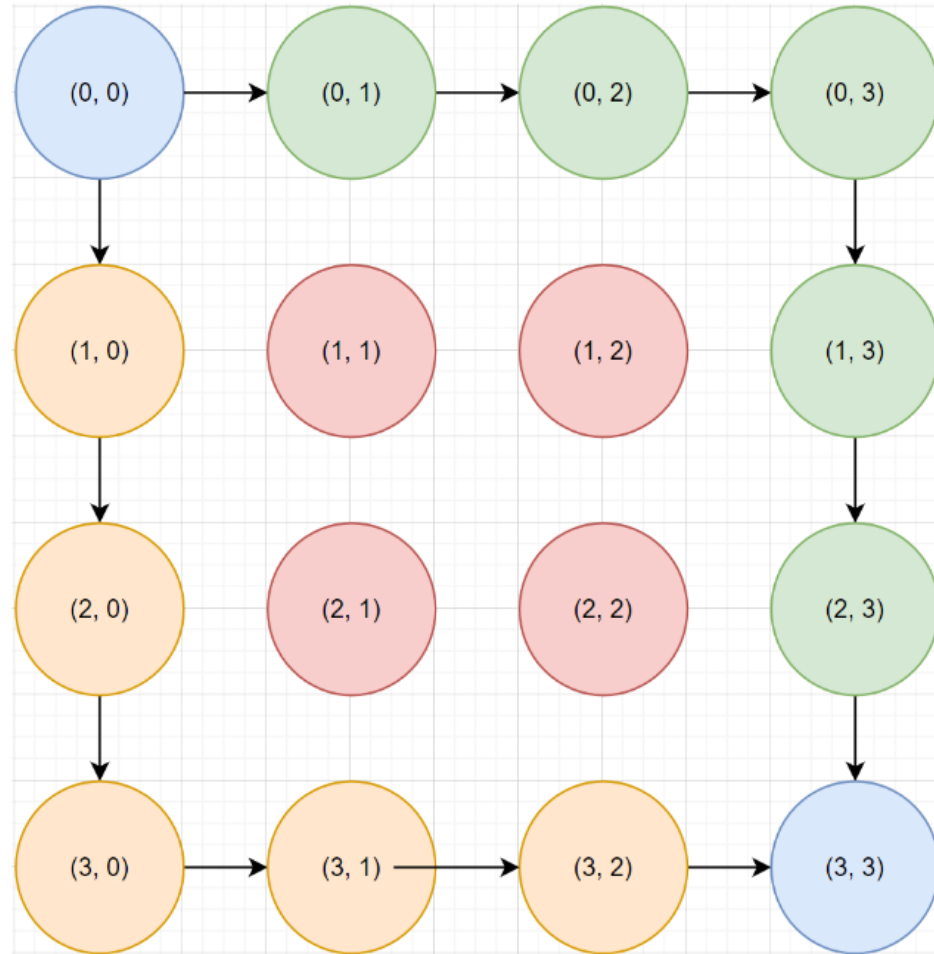 (0, 0) (0, 1) (0, 2) (0, 3)
(1, 0) (1, 1) (1, 2) (1, 3)
(2, 0) (2, 1) (2, 2) (2, 3)
(3, 0) (3, 1) (3, 2) (3, 3)